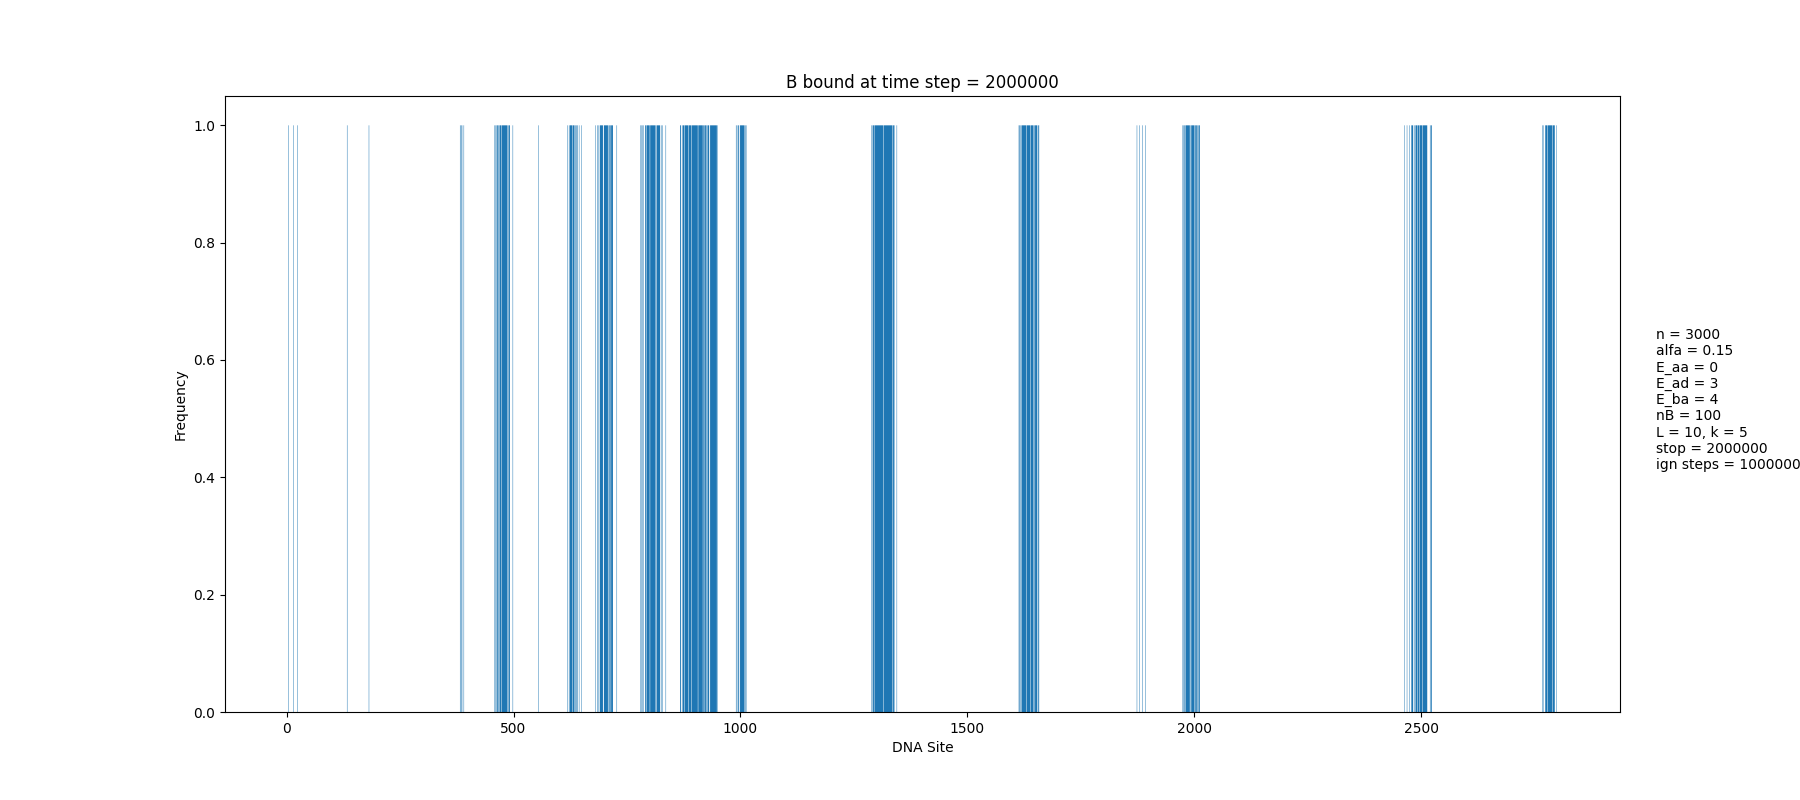 B bound at time step = 2000000
1.0
0.8
0.6
0.4
0.2
0.0
Frequency
0
500
1000
1500
2000
2500
DNA Site
n = 3000
alfa = 0.15
E_aa = 0
E_ad = 3
E_ba = 4
nB = 100
L = 10, k = 5
stop = 2000000
ign steps = 1000000